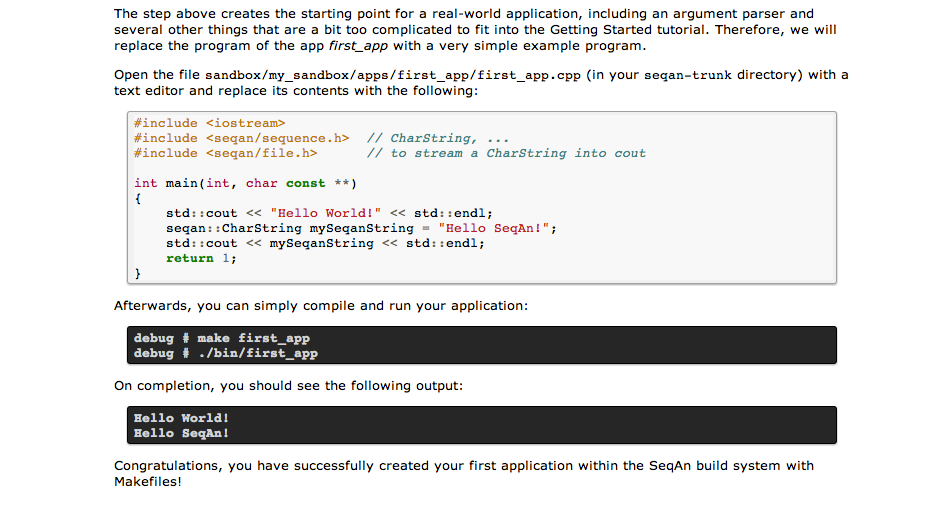 The step above creates the starting point for a real-world application, including an argument parser and
several other things that are a bit too complicated to fit into the Getting Started tutorial. Therefore, we will
replace the program of the app first_app with a very simple example program.
Open the file sandbox/my_sandbox/apps/first_app/first_app.cpp (in your seqan-trunk directory) with a
text editor and replace its contents with the following:
#include <iostream>
#include <seqan/sequence.h>  // CharString, ...
#include <seqan/file.h>      // to stream a CharString into cout
int main(int, char const **)
{
    std::cout << "Hello World!" << std::endl;
    seqan::CharString mySeqanString = "Hello SeqAn!";
    std::cout << mySeqanString << std::endl;
    return 1;
}
Afterwards, you can simply compile and run your application:
debug # make first_app
debug # ./bin/first_app
On completion, you should see the following output:
Hello World!
Hello SeqAn!
Congratulations, you have successfully created your first application within the SeqAn build system with
Makefiles!